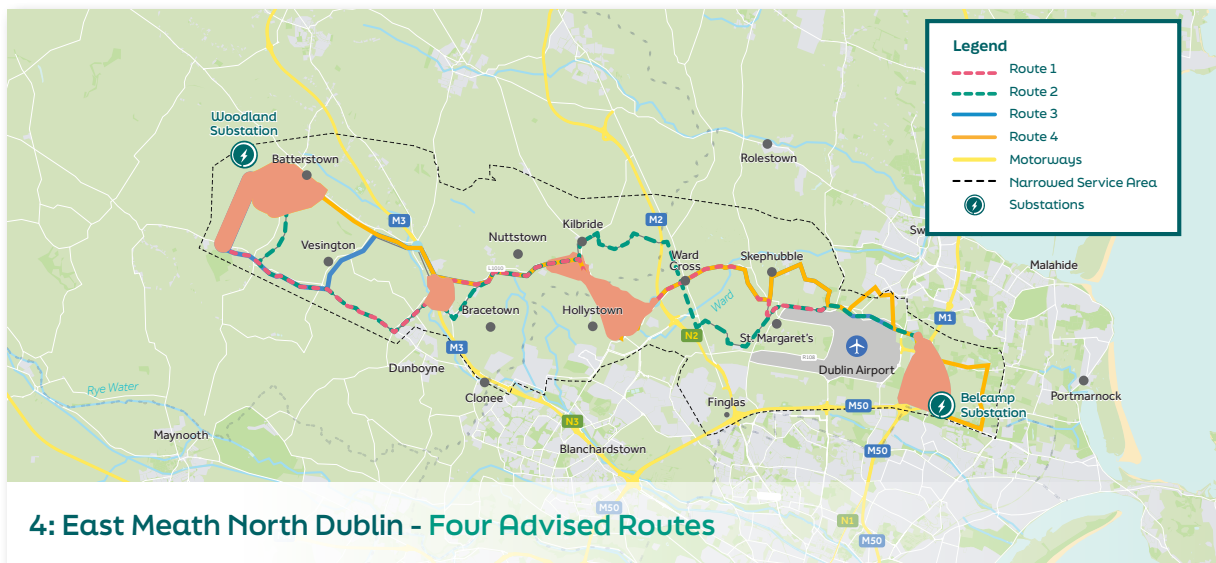 Legend
Route 1
Route 2
Route 3
Route 4
Motorways
Narrowed Service Area
Substations
Woodland
Substation
Batterstown
Rolestown
Sw
Malahide
M3
M2
Kilbride
Nuttstown
Vesington
Ward
Cross
Skephubble
L1010
Ward
M1
Bracetown
Hollystown
St. Margaret's
N2
M3
R108
Dublin Airport
Dunboyne
Rye Water
Clonee
Finglas
M50
Belcamp
Substation
Portmarnock
N3
Maynooth
Blanchardstown
M50
M50
4: East Meath North Dublin - Four Advised Routes
N1
M50